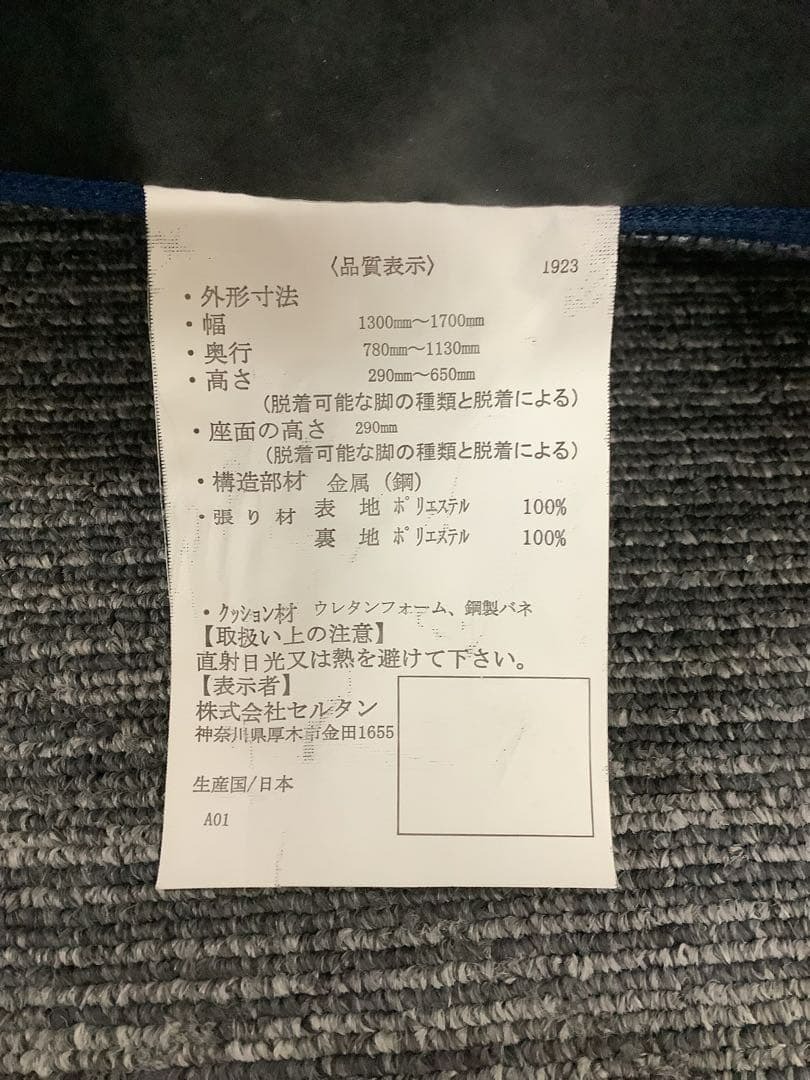 〈品質表示〉 1923
・外形寸法
・幅 1300㎜～1700㎜
・奥行 780㎜～1130㎜
・高さ 290㎜～650㎜
(脱着可能な脚の種類と脱着による)
・座面の高さ 290㎜
(脱着可能な脚の種類と脱着による)
・構造部材 金属 (鋼)
・張り材 表 地 ﾎﾟﾘｴｽﾃﾙ 100%
裏 地 ﾎﾟﾘｴｽﾃﾙ 100%
・ｸｯｼｮﾝ材 ウレタンフォーム、鋼製バネ
【取扱い上の注意】
直射日光又は熱を避けて下さい。
【表示者】
株式会社セルタン
神奈川県厚木市金田1655
生産国/日本
A01